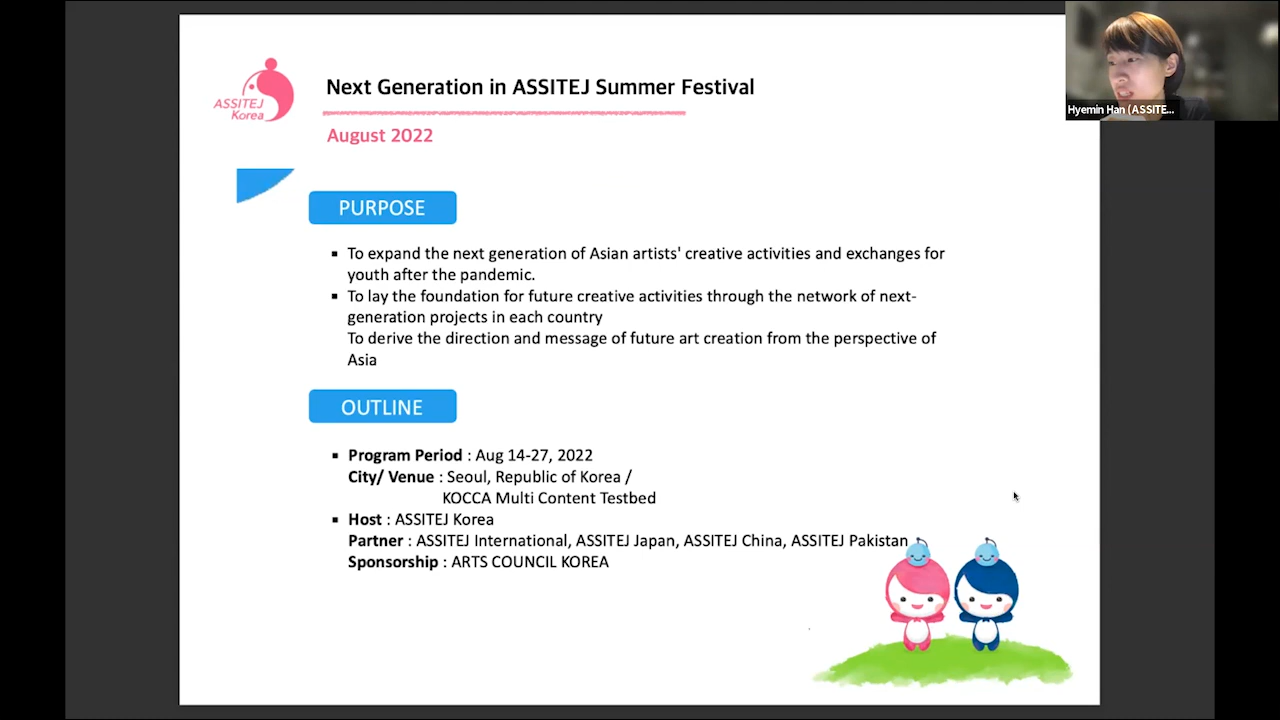 ASSITEJ
Korea
Next Generation in ASSITEJ Summer Festival
August 2022
Hyemin Han (ASSITE...
PURPOSE
▪ To expand the next generation of Asian artists' creative activities and exchanges for
youth after the pandemic.
▪ To lay the foundation for future creative activities through the network of next-
generation projects in each country
To derive the direction and message of future art creation from the perspective of
Asia
OUTLINE
▪ Program Period : Aug 14-27, 2022
City/ Venue : Seoul, Republic of Korea /
KOCCA Multi Content Testbed
▪ Host : ASSITEJ Korea
Partner : ASSITEJ International, ASSITEJ Japan, ASSITEJ China, ASSITEJ Pakistan
Sponsorship : ARTS COUNCIL KOREA